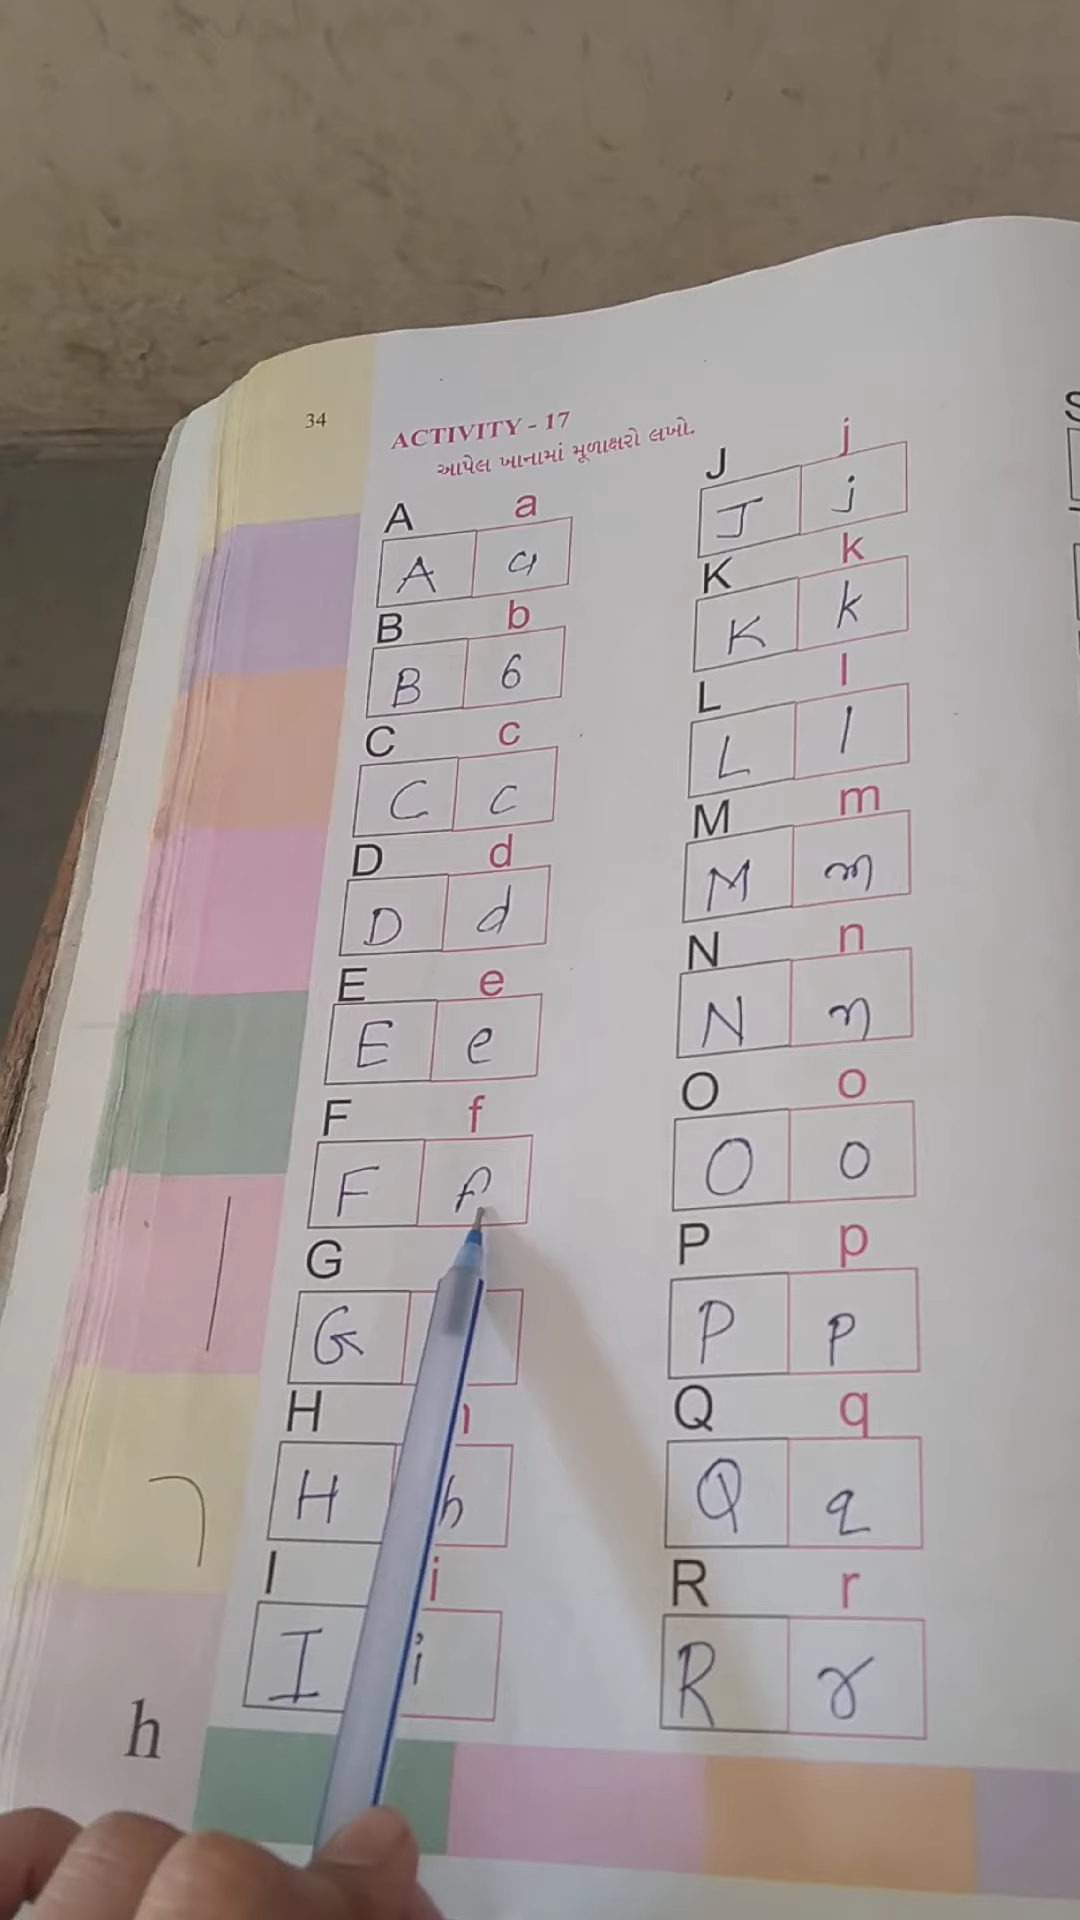 34
ACTIVITY - 17
આપેલ ખાનામાં મૂળાક્ષરો લખો.
A a
A a
B b
B 6
C c
C c
D d
D d
E e
E e
F f
F f
G
G
H
H h
I i
I i
J j
J j
K k
K k
L l
L l
M m
M m
N n
N n
O o
O o
P p
P p
Q q
Q q
R r
R r
h
S